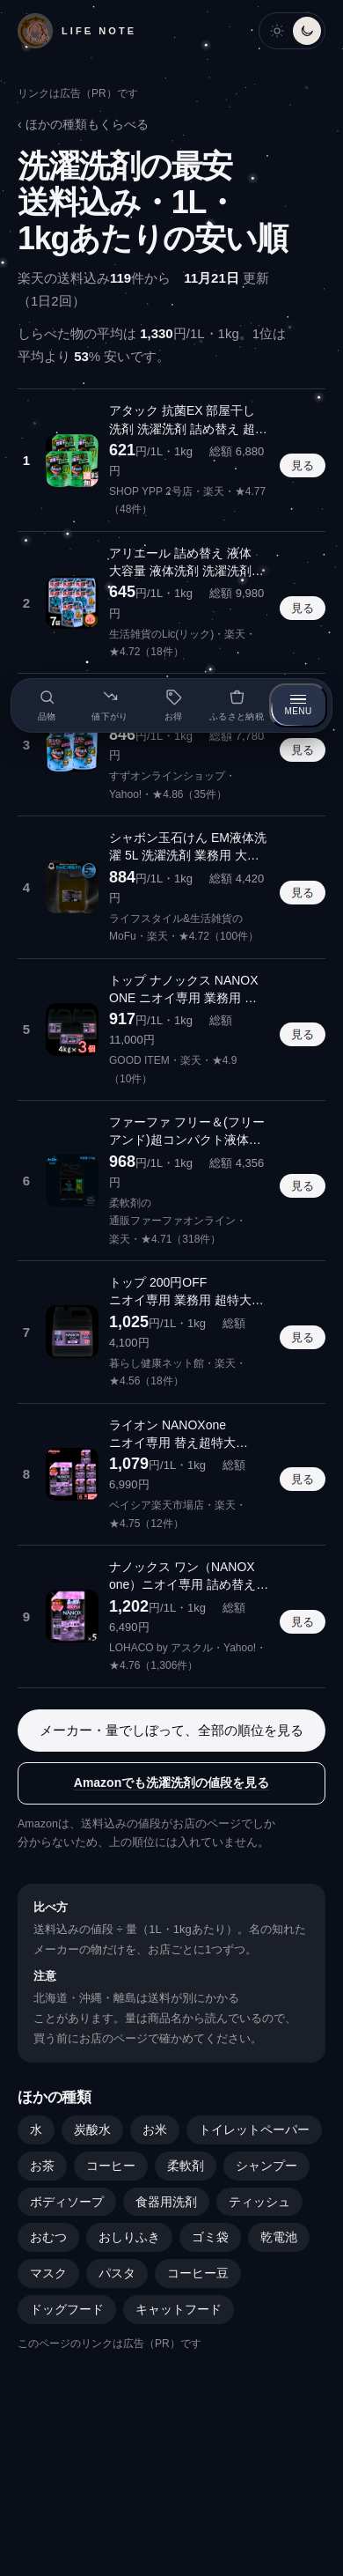 LIFE NOTE
リンクは広告（PR）です
‹ ほかの種類もくらべる
洗濯洗剤の最安
送料込み・1L・
1kgあたりの安い順
楽天の送料込み119件から　11月21日 更新
（1日2回）
しらべた物の平均は 1,330円/1L・1kg。1位は
平均より 53% 安いです。
1
アタック 抗菌EX 部屋干し
洗剤 洗濯洗剤 詰め替え 超…
621円/1L・1kg　総額 6,880
円
SHOP YPP 2号店・楽天・★4.77
（48件）
見る
2
アリエール 詰め替え 液体
大容量 液体洗剤 洗濯洗剤…
645円/1L・1kg　総額 9,980
円
生活雑貨のLic(リック)・楽天・
★4.72（18件）
見る
品物
値下がり
お得
ふるさと納税
MENU
3
846円/1L・1kg　総額 7,780
円
すずオンラインショップ・
Yahoo!・★4.86（35件）
見る
4
シャボン玉石けん EM液体洗
濯 5L 洗濯洗剤 業務用 大…
884円/1L・1kg　総額 4,420
円
ライフスタイル&生活雑貨の
MoFu・楽天・★4.72（100件）
見る
5
4kg×3個
トップ ナノックス NANOX
ONE ニオイ専用 業務用 …
917円/1L・1kg　総額
11,000円
GOOD ITEM・楽天・★4.9
（10件）
見る
6
ファーファ フリー＆(フリー
アンド)超コンパクト液体…
968円/1L・1kg　総額 4,356
円
柔軟剤の
通販ファーファオンライン・
楽天・★4.71（318件）
見る
7
トップ 200円OFF
ニオイ専用 業務用 超特大…
1,025円/1L・1kg　総額
4,100円
暮らし健康ネット館・楽天・
★4.56（18件）
見る
8
ライオン NANOXone
ニオイ専用 替え超特大…
1,079円/1L・1kg　総額
6,990円
ベイシア楽天市場店・楽天・
★4.75（12件）
見る
9
×5
ナノックス ワン（NANOX
one）ニオイ専用 詰め替え…
1,202円/1L・1kg　総額
6,490円
LOHACO by アスクル・Yahoo!・
★4.76（1,306件）
見る
メーカー・量でしぼって、全部の順位を見る
Amazonでも洗濯洗剤の値段を見る
Amazonは、送料込みの値段がお店のページでしか
分からないため、上の順位には入れていません。
比べ方
送料込みの値段 ÷ 量（1L・1kgあたり）。名の知れた
メーカーの物だけを、お店ごとに1つずつ。
注意
北海道・沖縄・離島は送料が別にかかる
ことがあります。量は商品名から読んでいるので、
買う前にお店のページで確かめてください。
ほかの種類
水
炭酸水
お米
トイレットペーパー
お茶
コーヒー
柔軟剤
シャンプー
ボディソープ
食器用洗剤
ティッシュ
おむつ
おしりふき
ゴミ袋
乾電池
マスク
パスタ
コーヒー豆
ドッグフード
キャットフード
このページのリンクは広告（PR）です